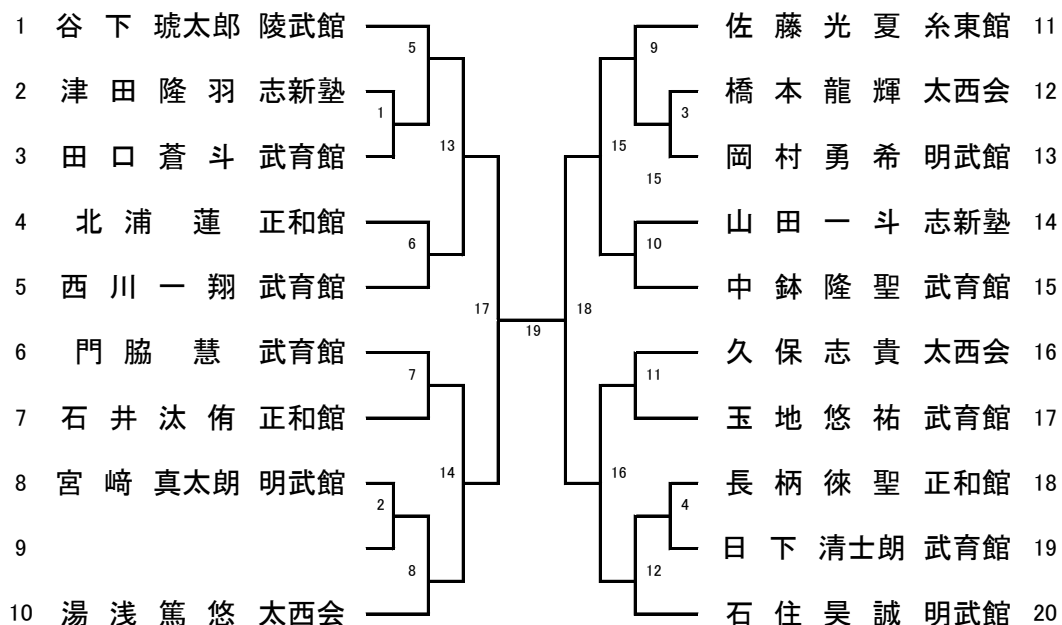 1 谷下 琥太郎 陵武館
2 津田隆羽 志新塾
3 田口蒼斗 武育館
4 北浦 蓮 正和館
5 西川一翔 武育館
6 門脇 慧 武育館
7 石井汰侑 正和館
8 宮﨑 真太朗 明武館
9
10 湯浅篤悠 太西会
5
1
13
6
17
7
14
2
8
19
9
3
15
15
10
18
11
16
4
12
佐藤光夏 糸東館 11
橋本龍輝 太西会 12
岡村勇希 明武館 13
山田一斗 志新塾 14
中鉢隆聖 武育館 15
久保志貴 太西会 16
玉地悠祐 武育館 17
長柄徠聖 正和館 18
日下 清士朗 武育館 19
石住昊誠 明武館 20